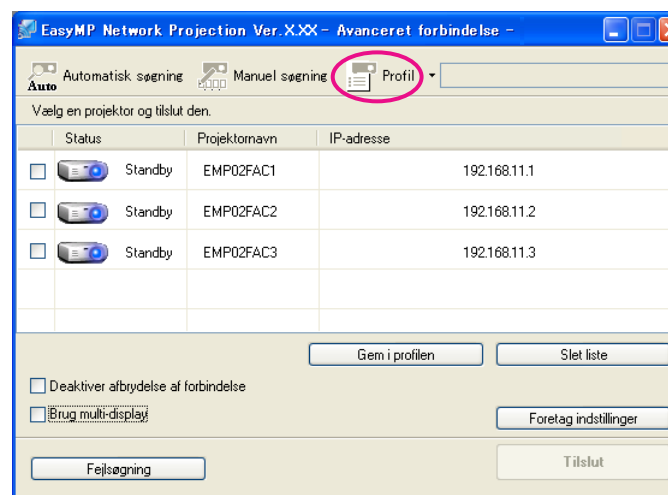 EasyMP Network Projection Ver.X.XX - Avanceret forbindelse -
Auto Automatisk søgning Manuel søgning Profil
Vælg en projektor og tilslut den.
Status Projektornavn IP-adresse
Standby EMP02FAC1 192.168.11.1
Standby EMP02FAC2 192.168.11.2
Standby EMP02FAC3 192.168.11.3
Gem i profilen Slet liste
Deaktiver afbrydelse af forbindelse
Brug multi-display
Foretag indstillinger
Fejlsøgning Tilslut